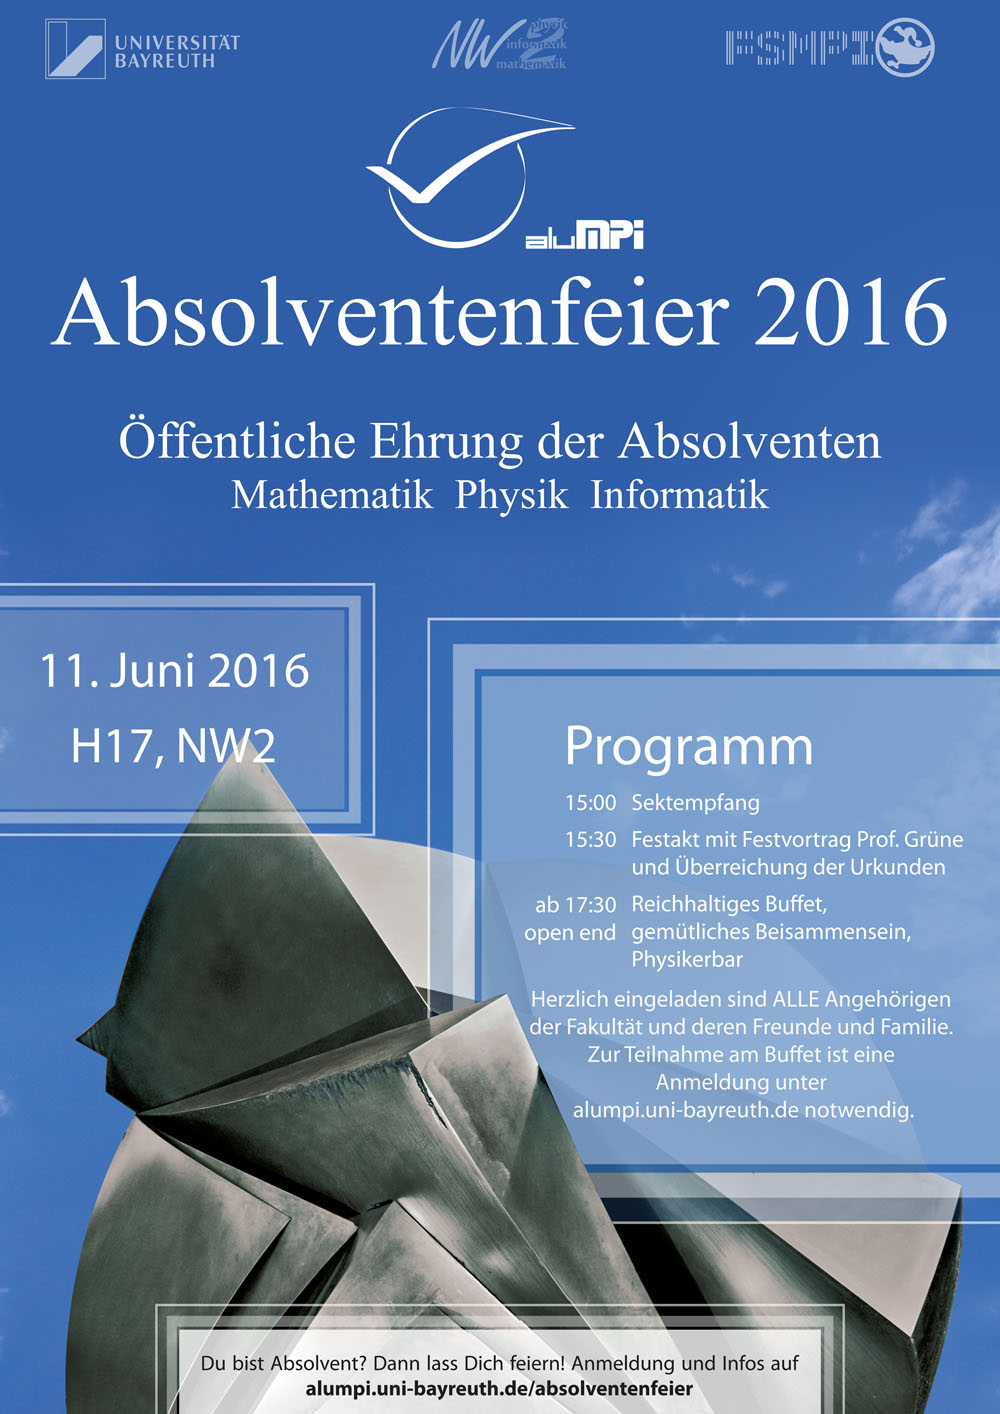 UNIVERSITÄT
BAYREUTH
NW2
physik
informatik
mathematik
FSMPI
aluMPI
Absolventenfeier 2016
Öffentliche Ehrung der Absolventen
Mathematik Physik Informatik
11. Juni 2016
H17, NW2
Programm
15:00 Sektempfang
15:30 Festakt mit Festvortrag Prof. Grüne
und Überreichung der Urkunden
ab 17:30 Reichhaltiges Buffet,
open end gemütliches Beisammensein,
Physikerbar
Herzlich eingeladen sind ALLE Angehörigen
der Fakultät und deren Freunde und Familie.
Zur Teilnahme am Buffet ist eine
Anmeldung unter
alumpi.uni-bayreuth.de notwendig.
Du bist Absolvent? Dann lass Dich feiern! Anmeldung und Infos auf
alumpi.uni-bayreuth.de/absolventenfeier